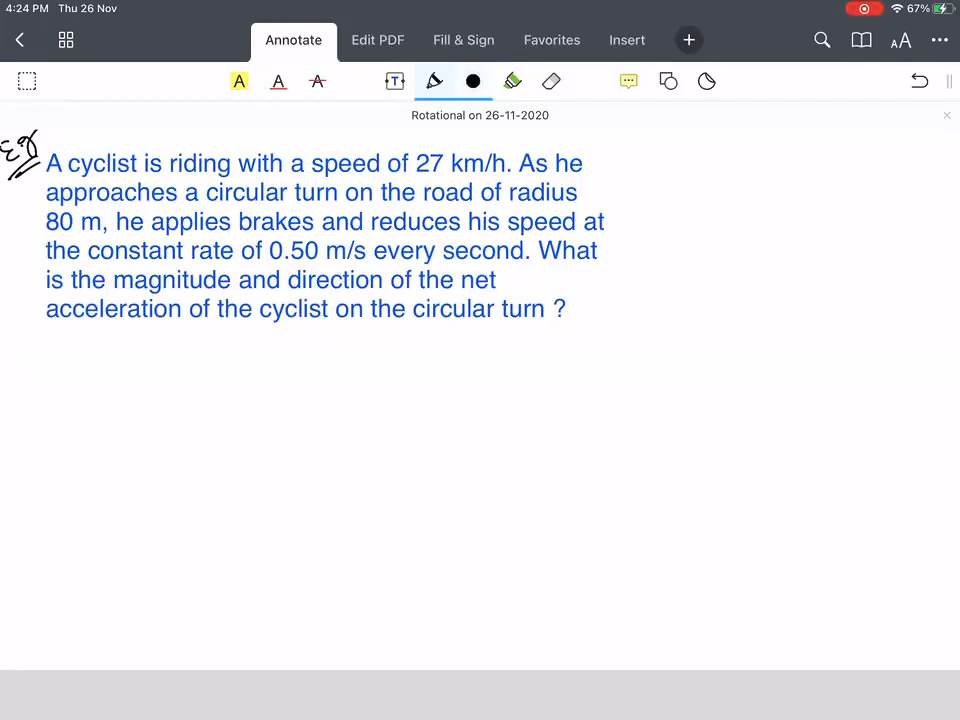 4:24 PM Thu 26 Nov
67%
Annotate Edit PDF Fill & Sign Favorites Insert
A A A T AA
Rotational on 26-11-2020
Eg
A cyclist is riding with a speed of 27 km/h. As he
approaches a circular turn on the road of radius
80 m, he applies brakes and reduces his speed at
the constant rate of 0.50 m/s every second. What
is the magnitude and direction of the net
acceleration of the cyclist on the circular turn ?